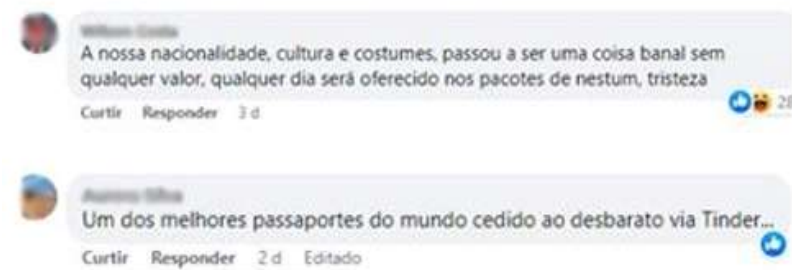 A nossa nacionalidade, cultura e costumes, passou a ser uma coisa banal sem
qualquer valor, qualquer dia será oferecido nos pacotes de nestum, tristeza
28
Curtir Responder 3 d
Um dos melhores passaportes do mundo cedido ao desbarato via Tinder...
Curtir Responder 2 d Editado